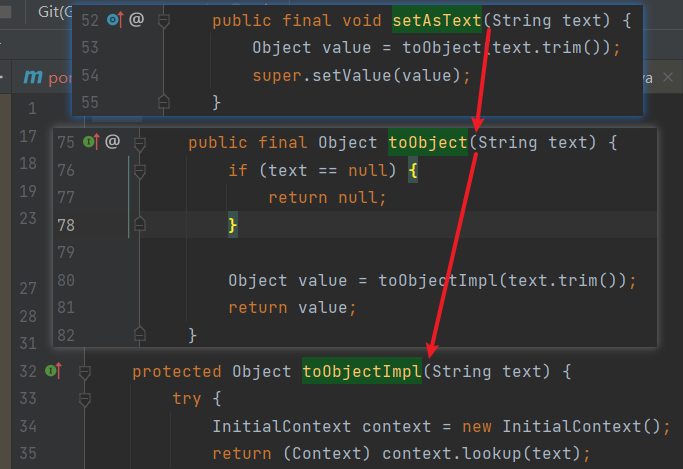 Git(G
52 @ public final void setAsText(String text) {
53 Object value = toObject(text.trim());
54 super.setValue(value);
55 }
m por
va
1
17
18
19
23
27
28
31
75 @ public final Object toObject(String text) {
76 if (text == null) {
77 return null;
78 }
79
80 Object value = toObjectImpl(text.trim());
81 return value;
82 }
32 protected Object toObjectImpl(String text) {
33 try {
34 InitialContext context = new InitialContext();
35 return (Context) context.lookup(text);